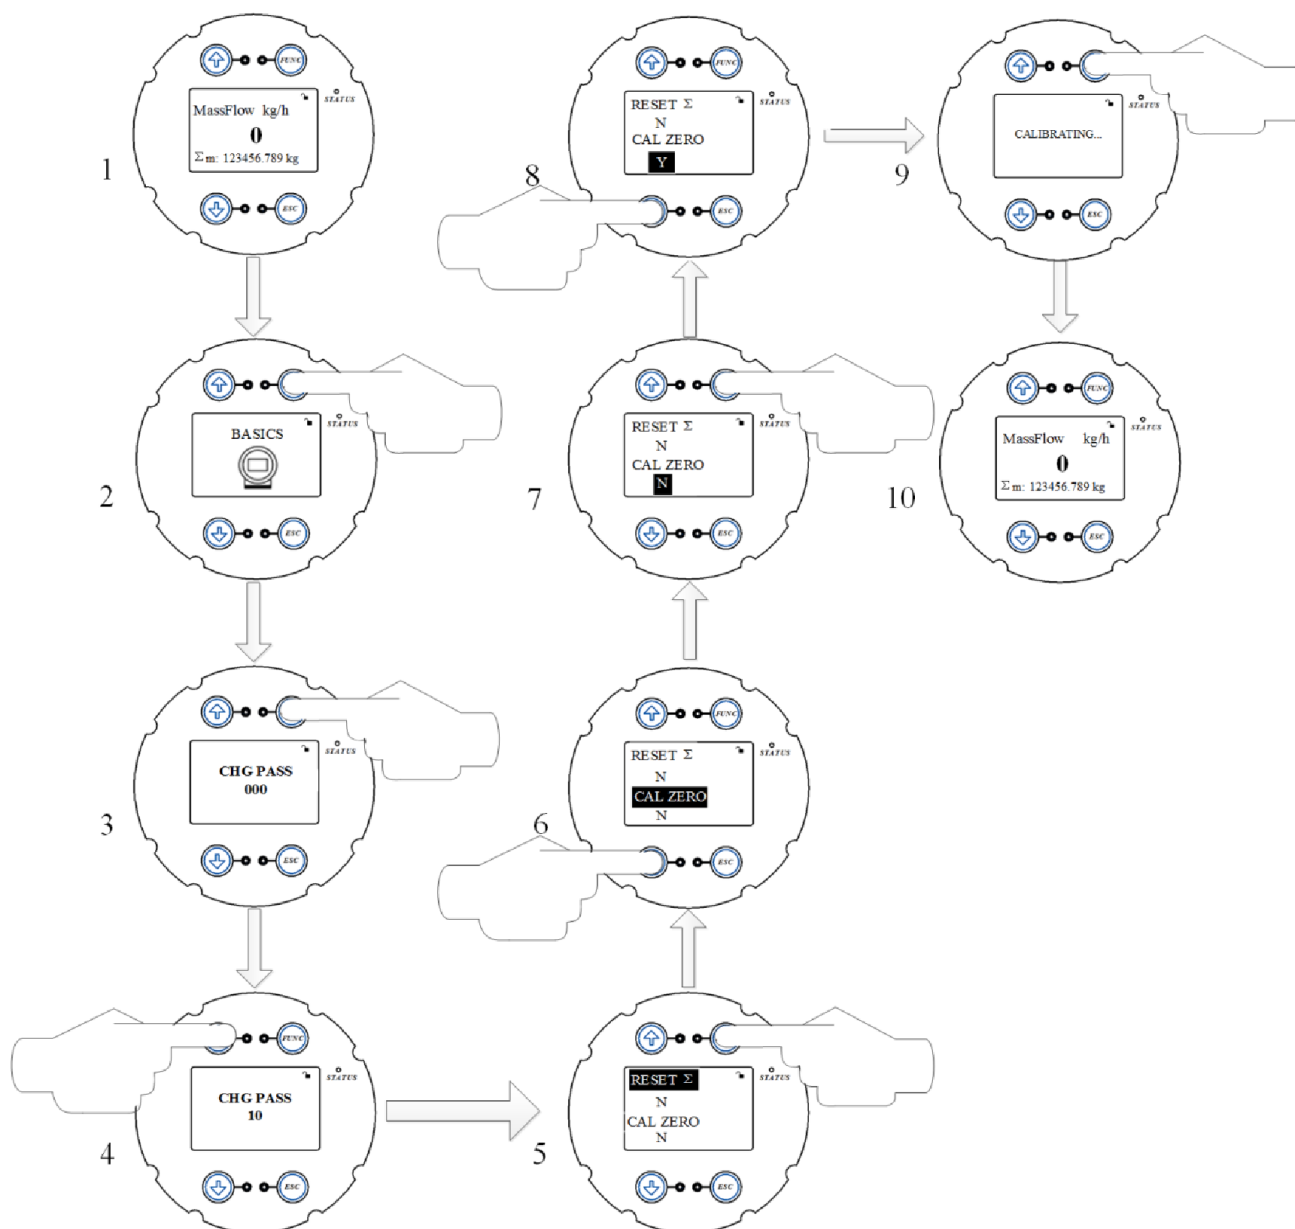 FUNC
STATUS
MassFlow kg/h
0
Σm: 123456.789 kg
ESC
1
STATUS
BASICS
ESC
2
STATUS
CHG PASS
000
ESC
3
FUNC
STATUS
CHG PASS
10
ESC
4
STATUS
RESET Σ
N
CAL ZERO
N
ESC
5
FUNC
STATUS
RESET Σ
N
CAL ZERO
N
ESC
6
STATUS
RESET Σ
N
CAL ZERO
N
ESC
7
FUNC
STATUS
RESET Σ
N
CAL ZERO
Y
ESC
8
STATUS
CALIBRATING...
ESC
9
FUNC
STATUS
MassFlow kg/h
0
Σm: 123456.789 kg
ESC
10